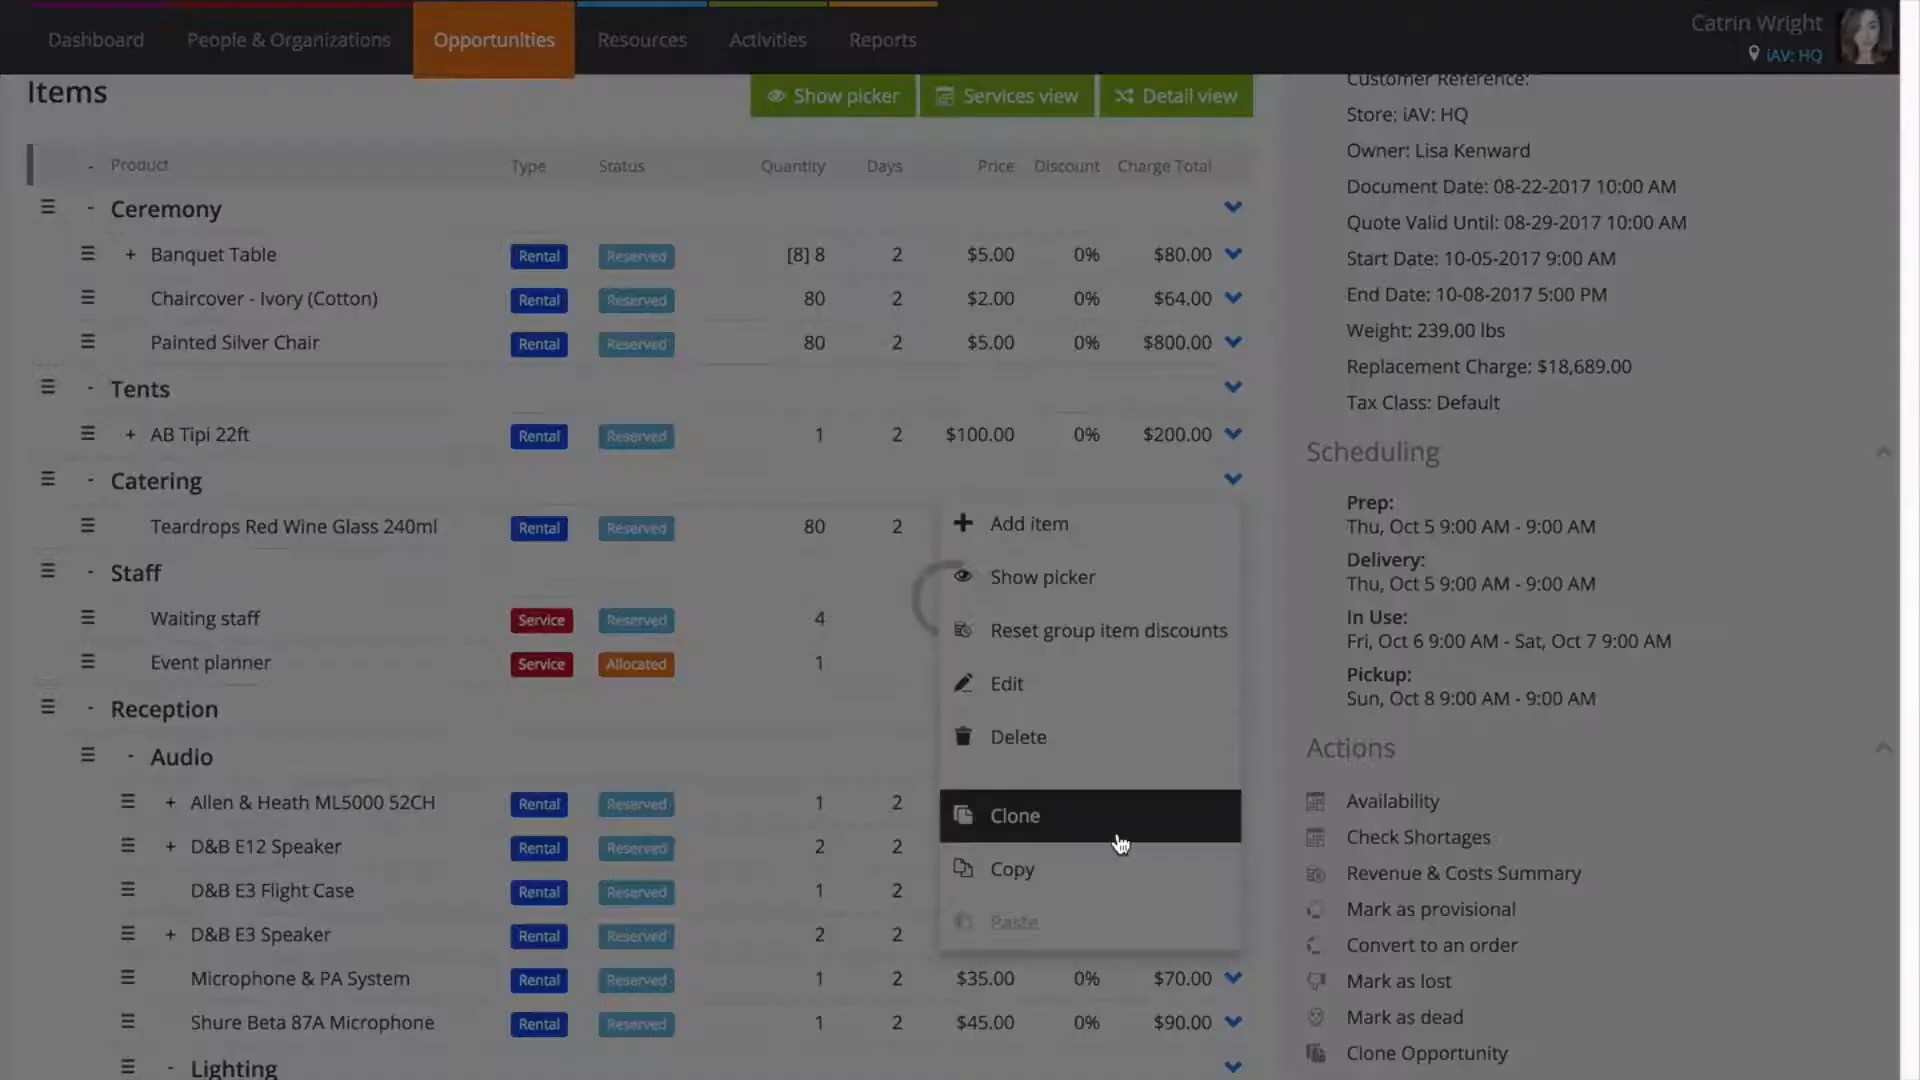 Dashboard People & Organizations Opportunities Resources Activities Reports
Catrin Wright
iAV: HQ
Items
Show picker Services view Detail view
- Product Type Status Quantity Days Price Discount Charge Total
- Ceremony
+ Banquet Table Rental Reserved [8] 8 2 $5.00 0% $80.00
Chaircover - Ivory (Cotton) Rental Reserved 80 2 $2.00 0% $64.00
Painted Silver Chair Rental Reserved 80 2 $5.00 0% $800.00
- Tents
+ AB Tipi 22ft Rental Reserved 1 2 $100.00 0% $200.00
- Catering
Teardrops Red Wine Glass 240ml Rental Reserved 80 2
- Staff
Waiting staff Service Reserved 4
Event planner Service Allocated 1
- Reception
- Audio
+ Allen & Heath ML5000 52CH Rental Reserved 1 2
+ D&B E12 Speaker Rental Reserved 2 2
D&B E3 Flight Case Rental Reserved 1 2
+ D&B E3 Speaker Rental Reserved 2 2
Microphone & PA System Rental Reserved 1 2 $35.00 0% $70.00
Shure Beta 87A Microphone Rental Reserved 1 2 $45.00 0% $90.00
- Lighting
Add item
Show picker
Reset group item discounts
Edit
Delete
Clone
Copy
Paste
Customer Reference:
Store: iAV: HQ
Owner: Lisa Kenward
Document Date: 08-22-2017 10:00 AM
Quote Valid Until: 08-29-2017 10:00 AM
Start Date: 10-05-2017 9:00 AM
End Date: 10-08-2017 5:00 PM
Weight: 239.00 lbs
Replacement Charge: $18,689.00
Tax Class: Default
Scheduling
Prep:
Thu, Oct 5 9:00 AM - 9:00 AM
Delivery:
Thu, Oct 5 9:00 AM - 9:00 AM
In Use:
Fri, Oct 6 9:00 AM - Sat, Oct 7 9:00 AM
Pickup:
Sun, Oct 8 9:00 AM - 9:00 AM
Actions
Availability
Check Shortages
Revenue & Costs Summary
Mark as provisional
Convert to an order
Mark as lost
Mark as dead
Clone Opportunity